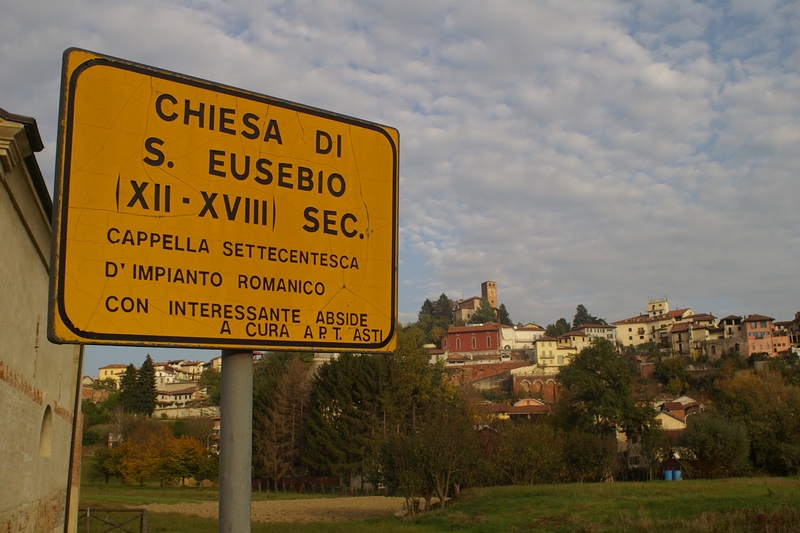 CHIESA DI
S. EUSEBIO
(XII - XVIII) SEC.
CAPPELLA SETTECENTESCA
D'IMPIANTO ROMANICO
CON INTERESSANTE ABSIDE
A CURA A.P.T. ASTI